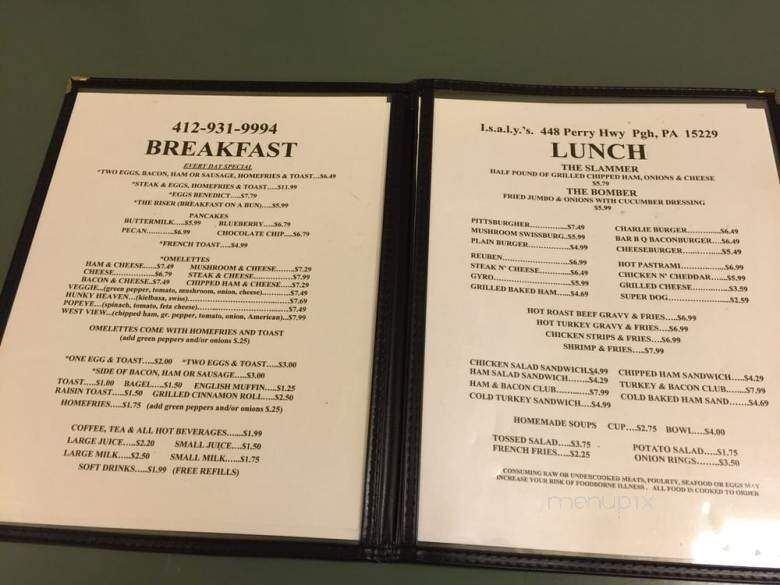 412-931-9994
BREAKFAST
EVERY DAY SPECIAL
*TWO EGGS, BACON, HAM OR SAUSAGE, HOMEFRIES & TOAST...$6.49
*STEAK & EGGS, HOMEFRIES & TOAST.....$11.99
*EGGS BENEDICT.....$7.79
*THE RISER (BREAKFAST ON A BUN).....$5.99
PANCAKES
BUTTERMILK.....$5.99 BLUEBERRY.....$6.79
PECAN...........$6.99 CHOCOLATE CHIP....$6.79
*FRENCH TOAST.....$4.99
*OMELETTES
HAM & CHEESE.....$7.49 MUSHROOM & CHEESE........$7.29
CHEESE...............$6.79 STEAK & CHEESE...............$7.99
BACON & CHEESE..$7.49 CHIPPED HAM & CHEESE.....$7.29
VEGGIE...(green pepper, tomato, mushroom, onion, cheese)..........$7.49
HUNKY HEAVEN...(kielbasa, swiss)....................................$7.69
POPEYE...(spinach, tomato, feta cheese)..............................$7.49
WEST VIEW...(chipped ham, gr. pepper, tomato, onion, American)...$7.99
OMELETTES COME WITH HOMEFRIES AND TOAST
(add green peppers and/or onions $.25)
*ONE EGG & TOAST.....$2.00 *TWO EGGS & TOAST....$3.00
*SIDE OF BACON, HAM OR SAUSAGE.....$3.00
TOAST.....$1.00 BAGEL.....$1.50 ENGLISH MUFFIN.....$1.25
RAISIN TOAST.....$1.50 GRILLED CINNAMON ROLL.....$2.50
HOMEFRIES.....$1.75 (add green peppers and/or onions $.25)
COFFEE, TEA & ALL HOT BEVERAGES......$1.99
LARGE JUICE....$2.20 SMALL JUICE....$1.50
LARGE MILK.....$2.50 SMALL MILK.....$1.75
SOFT DRINKS.....$1.99 (FREE REFILLS)
I.s.a.l.y.'s. 448 Perry Hwy Pgh, PA 15229
LUNCH
THE SLAMMER
HALF POUND OF GRILLED CHIPPED HAM, ONIONS & CHEESE
$5.79
THE BOMBER
FRIED JUMBO & ONIONS WITH CUCUMBER DRESSING
$5.99
PITTSBURGHER..............$7.49 CHARLIE BURGER............$6.49
MUSHROOM SWISSBURG..$5.99 BAR B Q BACONBURGER....$6.49
PLAIN BURGER...............$4.99 CHEESEBURGER..............$5.49
REUBEN.......................$6.99 HOT PASTRAMI...............$6.99
STEAK N' CHEESE...........$6.49 CHICKEN N' CHEDDAR......$5.99
GYRO..........................$5.99 GRILLED CHEESE............$3.59
GRILLED BAKED HAM.....$4.69 SUPER DOG...................$2.59
HOT ROAST BEEF GRAVY & FRIES.....$6.99
HOT TURKEY GRAVY & FRIES....$6.99
CHICKEN STRIPS & FRIES....$6.99
SHRIMP & FRIES.....$7.99
CHICKEN SALAD SANDWICH.$4.99 CHIPPED HAM SANDWICH....$4.29
HAM SALAD SANDWICH.......$4.29 TURKEY & BACON CLUB.......$7.99
HAM & BACON CLUB..........$7.99 COLD BAKED HAM SAND.....$4.69
COLD TURKEY SANDWICH....$4.99
HOMEMADE SOUPS CUP...$2.75 BOWL....$4.00
TOSSED SALAD....$3.75 POTATO SALAD....$1.75
FRENCH FRIES....$2.25 ONION RINGS.......$3.50
CONSUMING RAW OR UNDERCOOKED MEATS, POULRTY, SEAFOOD OR EGGS MAY
INCREASE YOUR RISK OF FOODBORNE ILLNESS. ALL FOOD IS COOKED TO ORDER
menupix